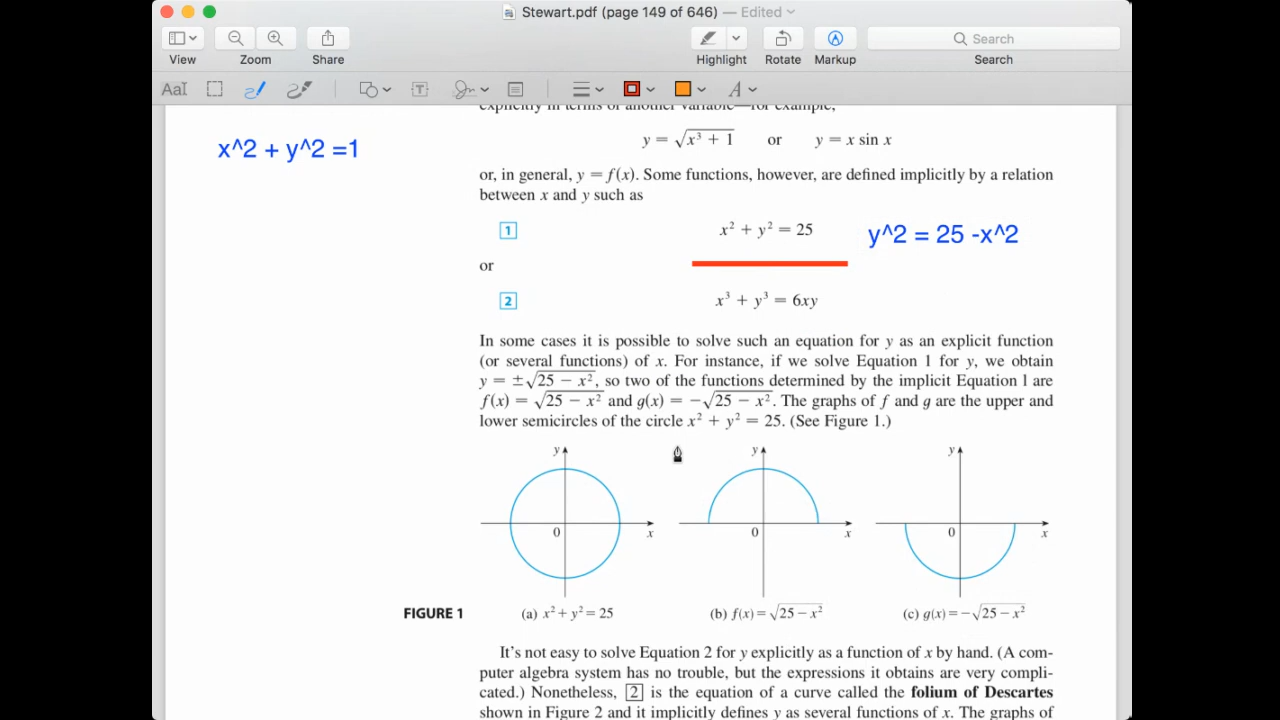 Stewart.pdf (page 149 of 646) — Edited
Search
View Zoom Share Highlight Rotate Markup Search
AaI T A
explicitly in terms of another variable—for example,
x^2 + y^2 =1
y = √(x³ + 1) or y = x sin x
or, in general, y = f(x). Some functions, however, are defined implicitly by a relation
between x and y such as
1 x² + y² = 25 y^2 = 25 -x^2
or
2 x³ + y³ = 6xy
In some cases it is possible to solve such an equation for y as an explicit function
(or several functions) of x. For instance, if we solve Equation 1 for y, we obtain
y = ±√(25 − x²), so two of the functions determined by the implicit Equation 1 are
f(x) = √(25 − x²) and g(x) = −√(25 − x²). The graphs of f and g are the upper and
lower semicircles of the circle x² + y² = 25. (See Figure 1.)
y y y
0 x 0 x 0 x
FIGURE 1 (a) x² + y² = 25 (b) f(x) = √(25 − x²) (c) g(x) = −√(25 − x²)
It's not easy to solve Equation 2 for y explicitly as a function of x by hand. (A com-
puter algebra system has no trouble, but the expressions it obtains are very compli-
cated.) Nonetheless, 2 is the equation of a curve called the folium of Descartes
shown in Figure 2 and it implicitly defines y as several functions of x. The graphs of